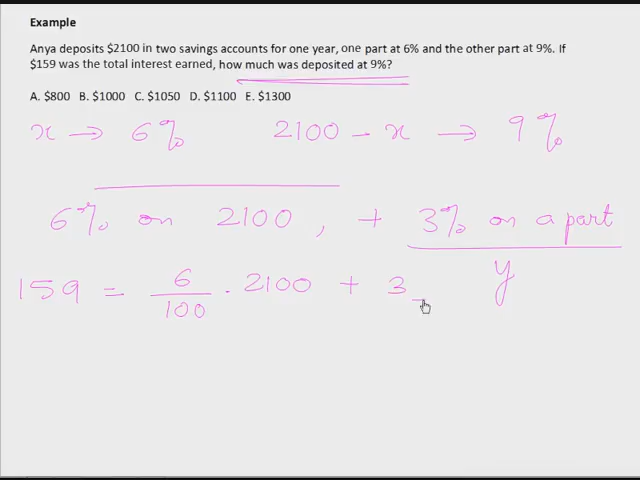 Example
Anya deposits $2100 in two savings accounts for one year, one part at 6% and the other part at 9%. If
$159 was the total interest earned, how much was deposited at 9%?
A. $800 B. $1000 C. $1050 D. $1100 E. $1300
x → 6% 2100 - x → 9%
6% on 2100, + 3% on a part
y
159 = 6/100 . 2100 + 3